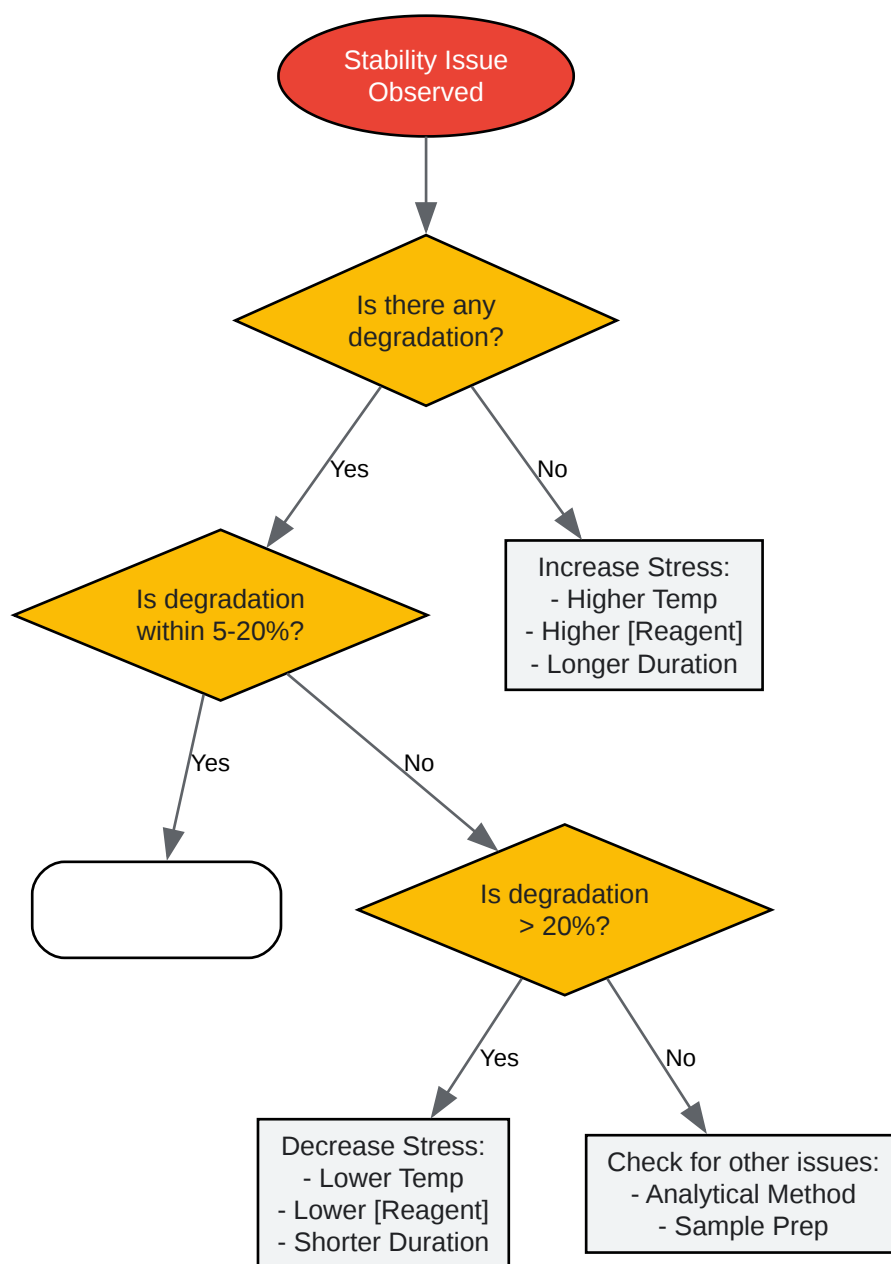 Stability Issue
Observed
Is there any
degradation?
Yes
No
Is degradation
within 5-20%?
Increase Stress:
- Higher Temp
- Higher [Reagent]
- Longer Duration
Yes
No
Is degradation
> 20%?
Yes
No
Decrease Stress:
- Lower Temp
- Lower [Reagent]
- Shorter Duration
Check for other issues:
- Analytical Method
- Sample Prep